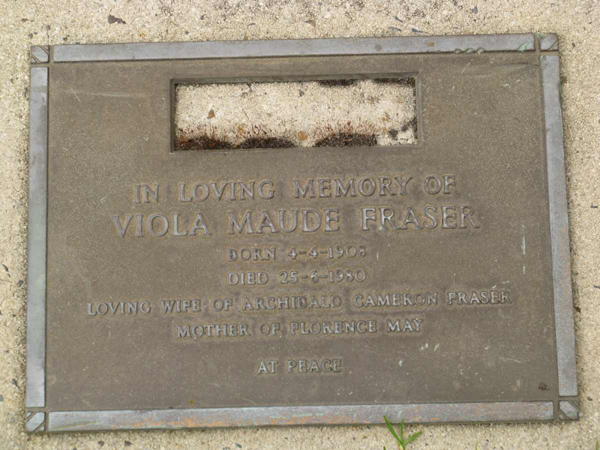 IN LOVING MEMORY OF
VIOLA MAUDE FRASER
BORN 4-4-1908
DIED 25-6-1980
LOVING WIFE OF ARCHIBALD CAMERON FRASER
MOTHER OF FLORENCE MAY
AT PEACE